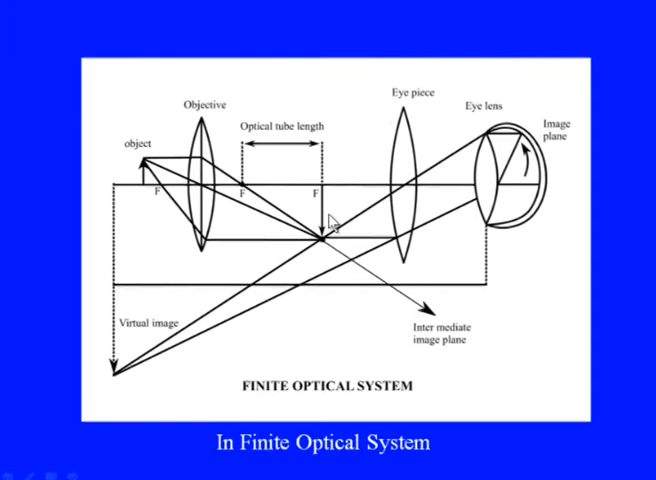 Eye piece
Objective
Eye lens
Optical tube length
Image
plane
object
F
F
F
Virtual image
Inter mediate
image plane
FINITE OPTICAL SYSTEM
In Finite Optical System